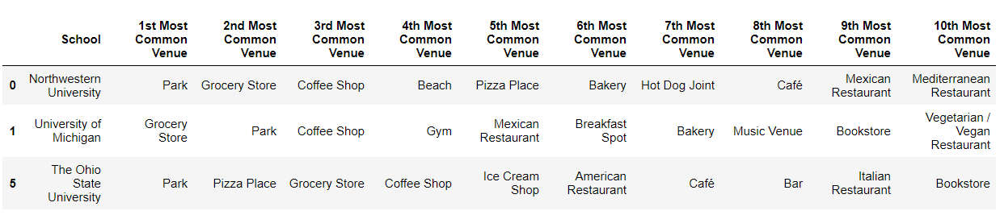 School 1st Most Common Venue 2nd Most Common Venue 3rd Most Common Venue 4th Most Common Venue 5th Most Common Venue 6th Most Common Venue 7th Most Common Venue 8th Most Common Venue 9th Most Common Venue 10th Most Common Venue
0 Northwestern University Park Grocery Store Coffee Shop Beach Pizza Place Bakery Hot Dog Joint Café Mexican Restaurant Mediterranean Restaurant
1 University of Michigan Grocery Store Park Coffee Shop Gym Mexican Restaurant Breakfast Spot Bakery Music Venue Bookstore Vegetarian / Vegan Restaurant
5 The Ohio State University Park Pizza Place Grocery Store Coffee Shop Ice Cream Shop American Restaurant Café Bar Italian Restaurant Bookstore